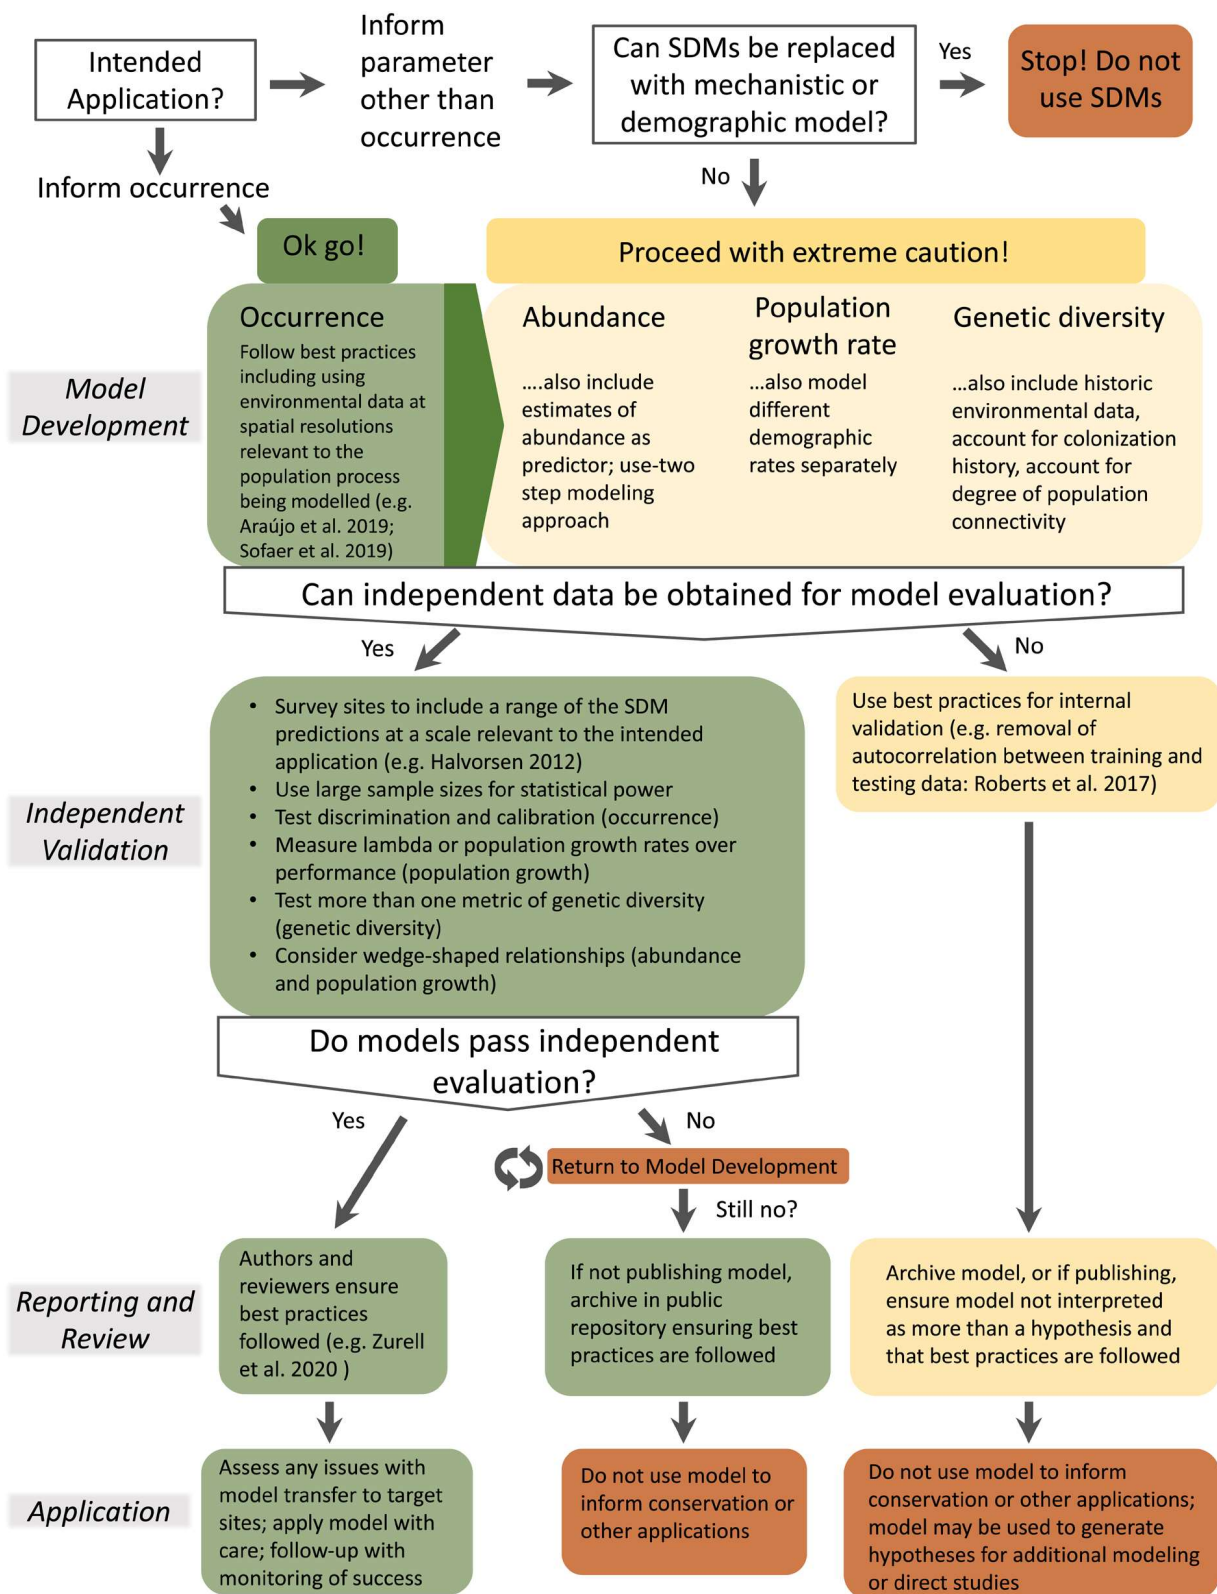 Intended
Application?
Inform
parameter
other than
occurrence
Can SDMs be replaced
with mechanistic or
demographic model?
Yes
Stop! Do not
use SDMs
Inform occurrence
No
Ok go!
Proceed with extreme caution!
Model
Development
Occurrence
Follow best practices
including using
environmental data at
spatial resolutions
relevant to the
population process
being modelled (e.g.
Araújo et al. 2019;
Sofaer et al. 2019)
Abundance
....also include
estimates of
abundance as
predictor; use-two
step modeling
approach
Population
growth rate
...also model
different
demographic
rates separately
Genetic diversity
...also include historic
environmental data,
account for colonization
history, account for
degree of population
connectivity
Can independent data be obtained for model evaluation?
Yes
No
Independent
Validation
• Survey sites to include a range of the SDM
predictions at a scale relevant to the intended
application (e.g. Halvorsen 2012)
• Use large sample sizes for statistical power
• Test discrimination and calibration (occurrence)
• Measure lambda or population growth rates over
performance (population growth)
• Test more than one metric of genetic diversity
(genetic diversity)
• Consider wedge-shaped relationships (abundance
and population growth)
Use best practices for internal
validation (e.g. removal of
autocorrelation between training and
testing data: Roberts et al. 2017)
Do models pass independent
evaluation?
Yes
No
Return to Model Development
Still no?
Reporting and
Review
Authors and
reviewers ensure
best practices
followed (e.g. Zurell
et al. 2020 )
If not publishing model,
archive in public
repository ensuring best
practices are followed
Archive model, or if publishing,
ensure model not interpreted
as more than a hypothesis and
that best practices are followed
Application
Assess any issues with
model transfer to target
sites; apply model with
care; follow-up with
monitoring of success
Do not use model to
inform conservation or
other applications
Do not use model to inform
conservation or other applications;
model may be used to generate
hypotheses for additional modeling
or direct studies